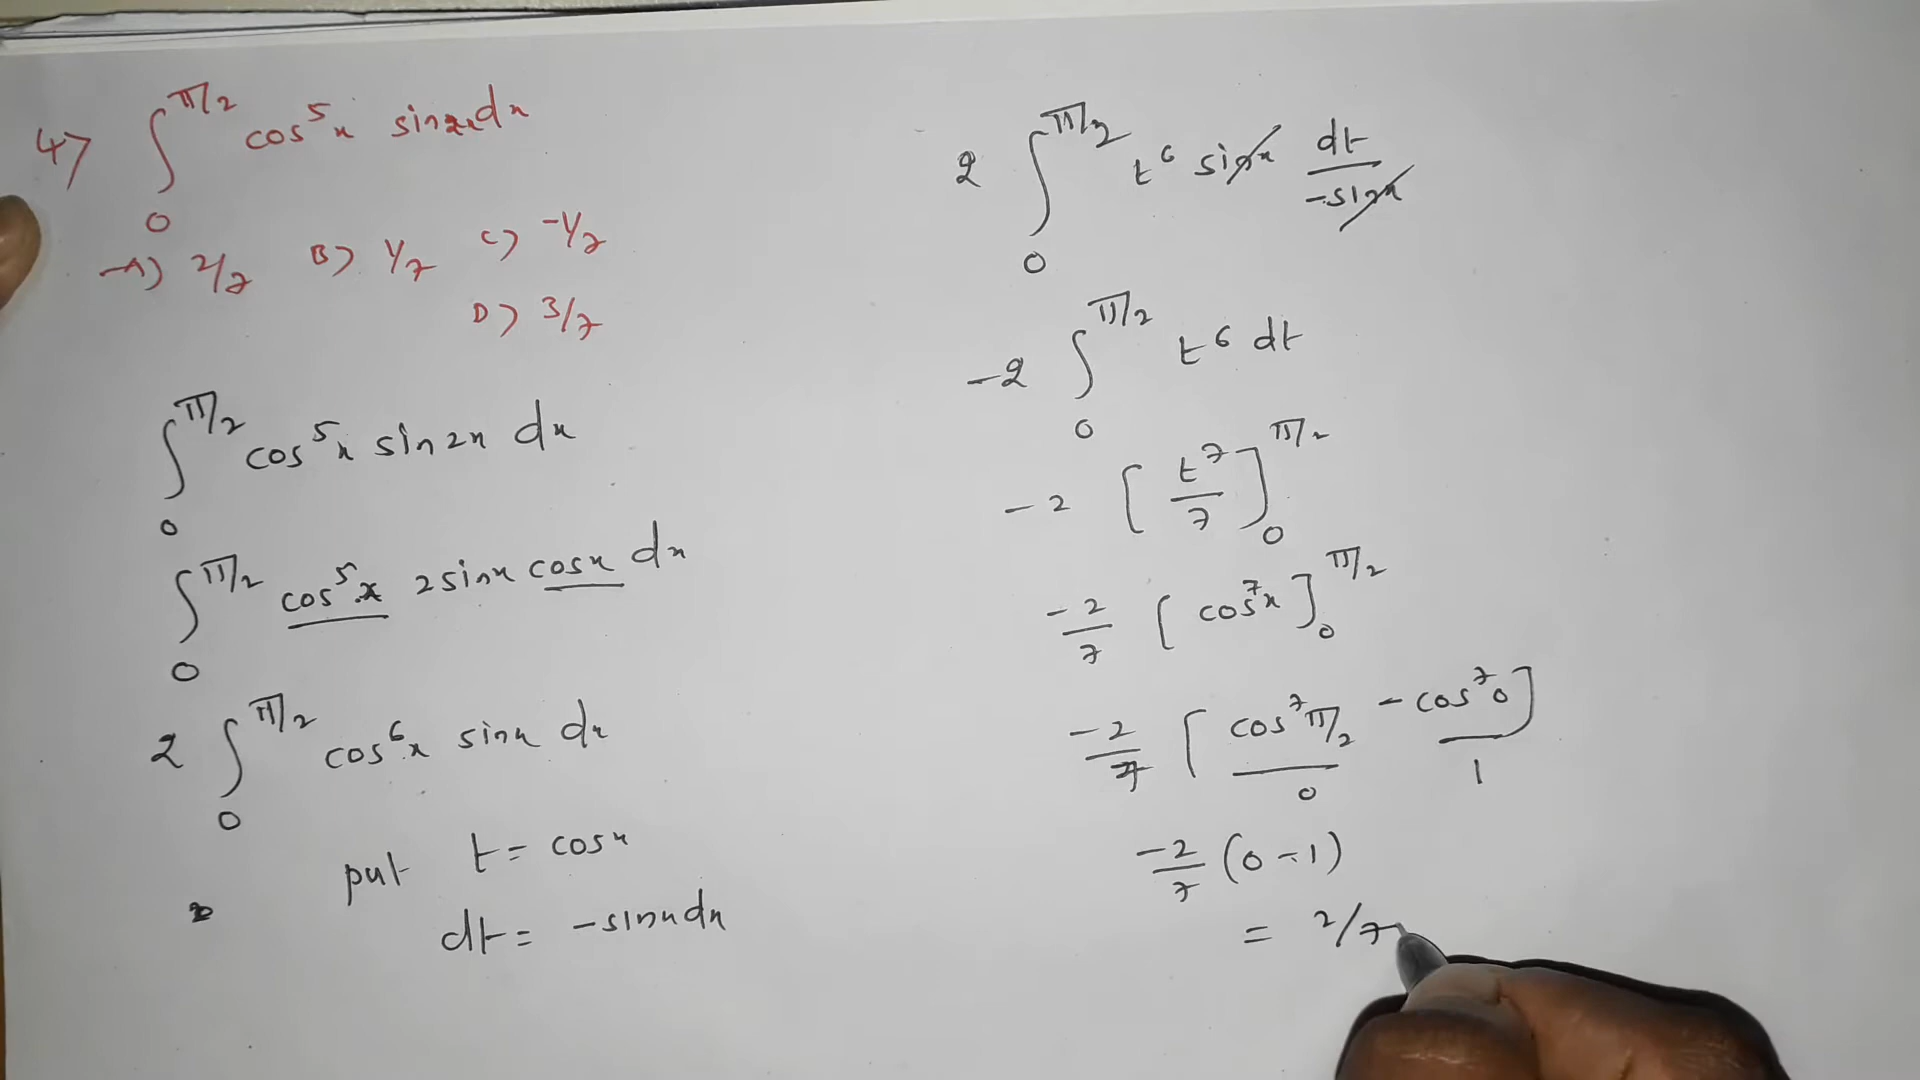 4) ∫₀^π/2 cos⁵x sin2x dx
A) 2/7 B) 1/7 C) -1/7
D) 3/7
∫₀^π/2 cos⁵x sin2x dx
∫₀^π/2 cos⁵x 2sinx cosx dx
2 ∫₀^π/2 cos⁶x sinx dx
put t = cosx
dt = -sinx dx
2 ∫₀^π/2 t⁶ sinx dt/-sinx
-2 ∫₀^π/2 t⁶ dt
-2 [t⁷/7]₀^π/2
-2/7 [cos⁷x]₀^π/2
-2/7 [cos⁷π/2 - cos⁷0]
0 1
-2/7 (0-1)
= 2/7